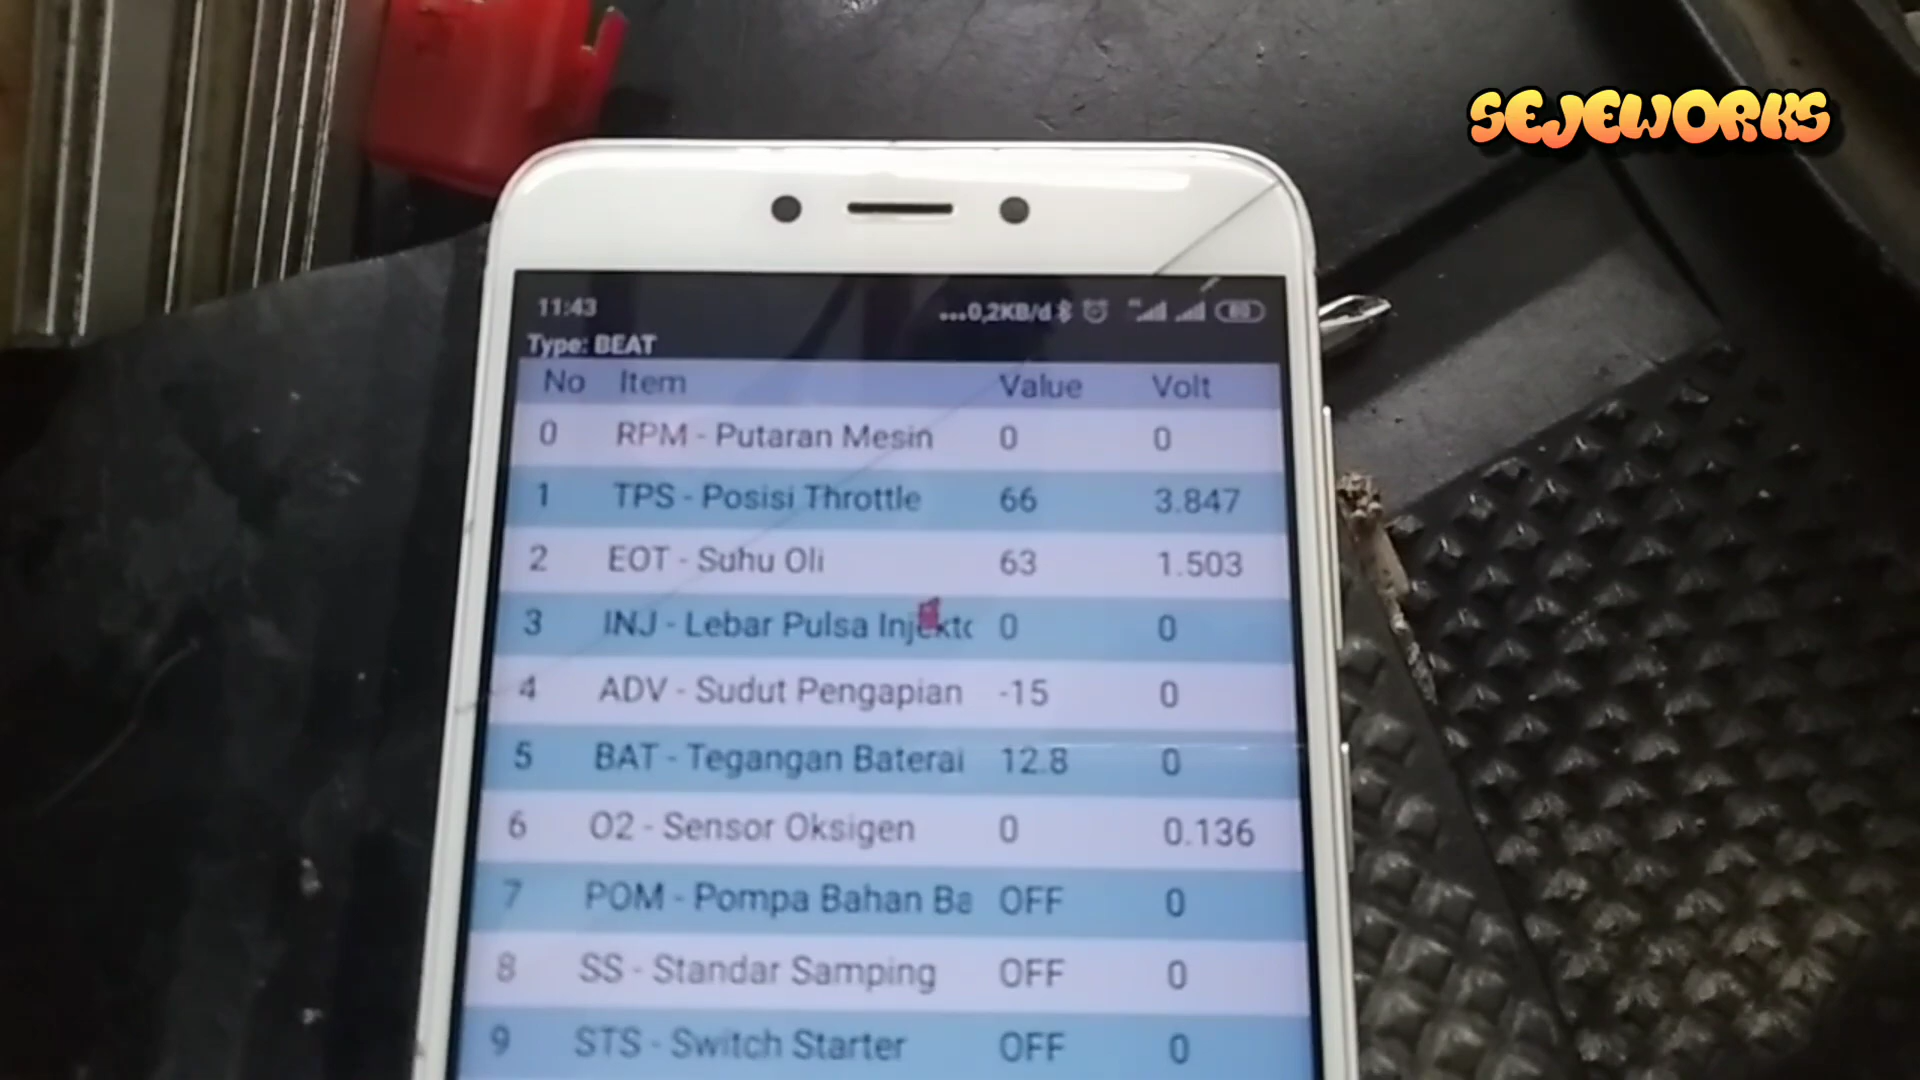 SEJEWORKS
11:43 ...0,2KB/d 80
Type: BEAT
No Item Value Volt
0 RPM - Putaran Mesin 0 0
1 TPS - Posisi Throttle 66 3.847
2 EOT - Suhu Oli 63 1.503
3 INJ - Lebar Pulsa Injekto 0 0
4 ADV - Sudut Pengapian -15 0
5 BAT - Tegangan Baterai 12.8 0
6 O2 - Sensor Oksigen 0 0.136
7 POM - Pompa Bahan Ba OFF 0
8 SS - Standar Samping OFF 0
9 STS - Switch Starter OFF 0